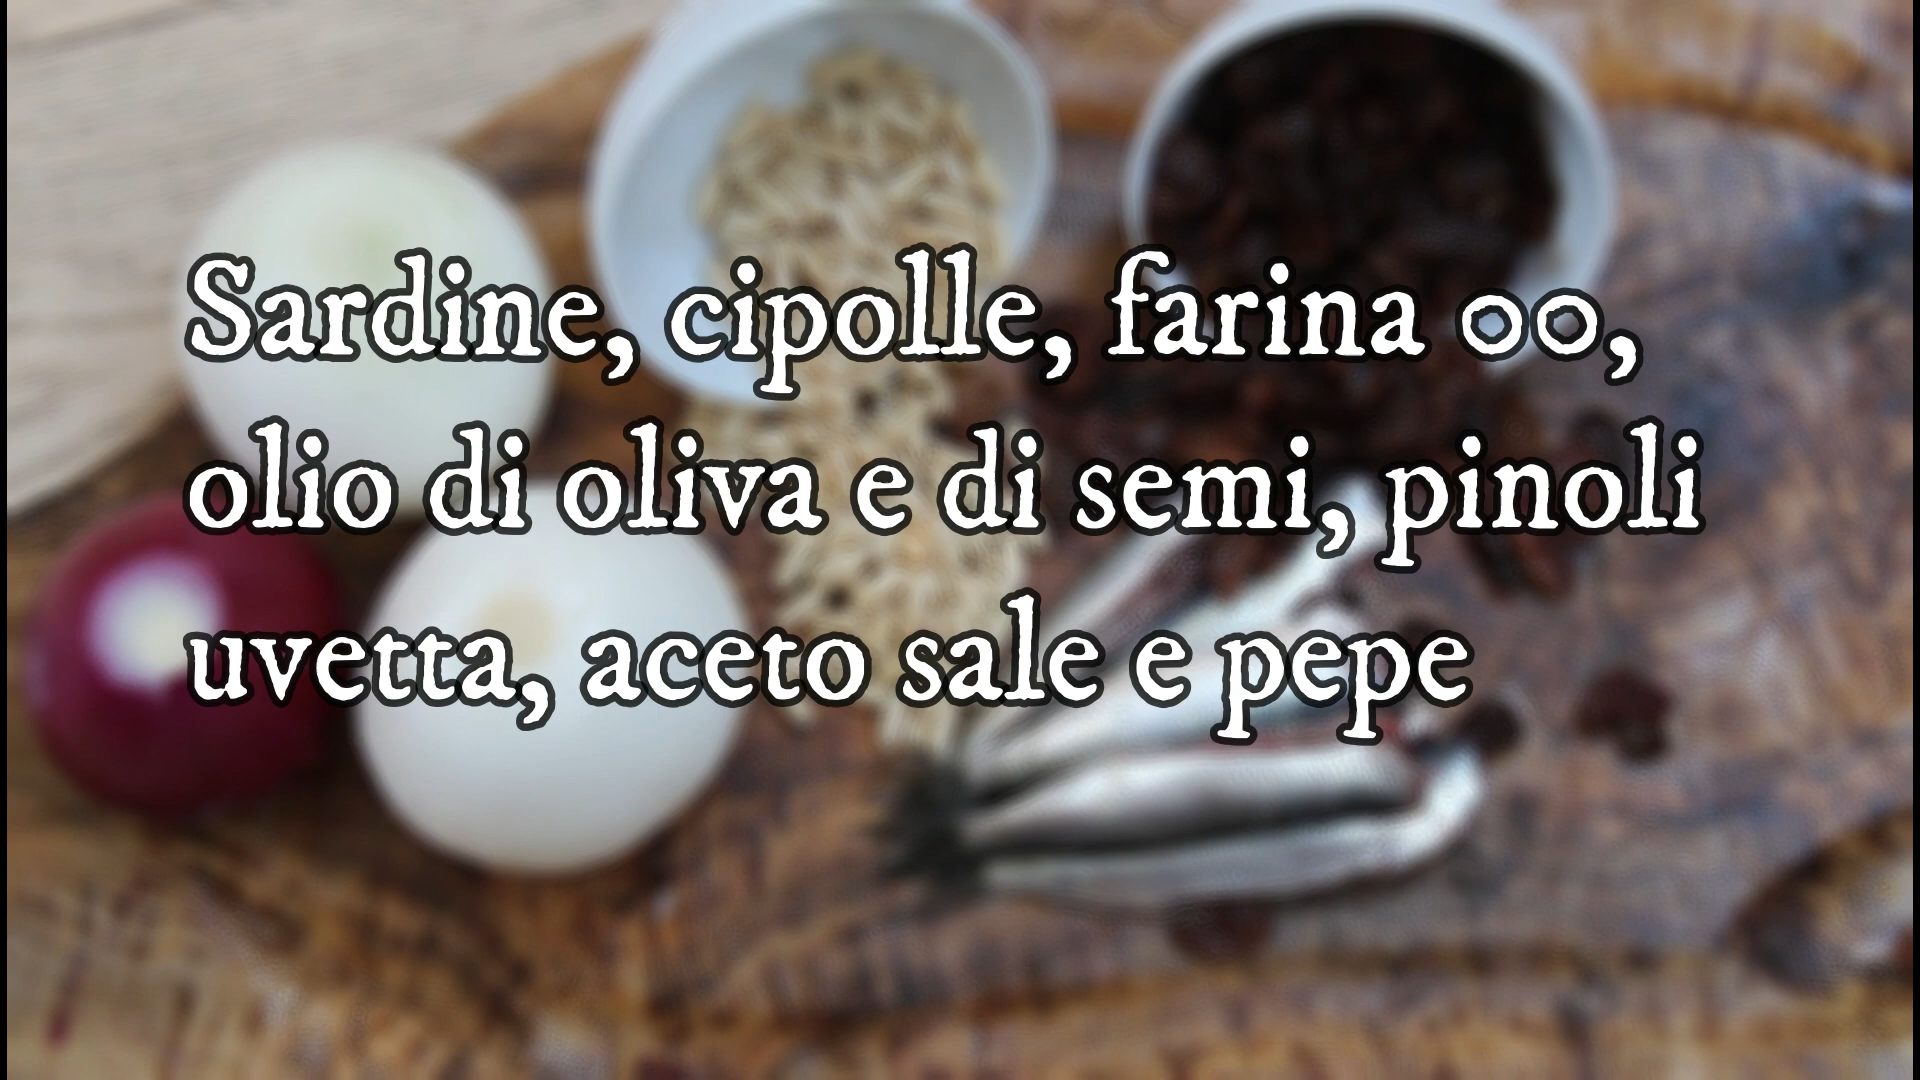 Sardine, cipolle, farina 00,
olio di oliva e di semi, pinoli
uvetta, aceto sale e pepe